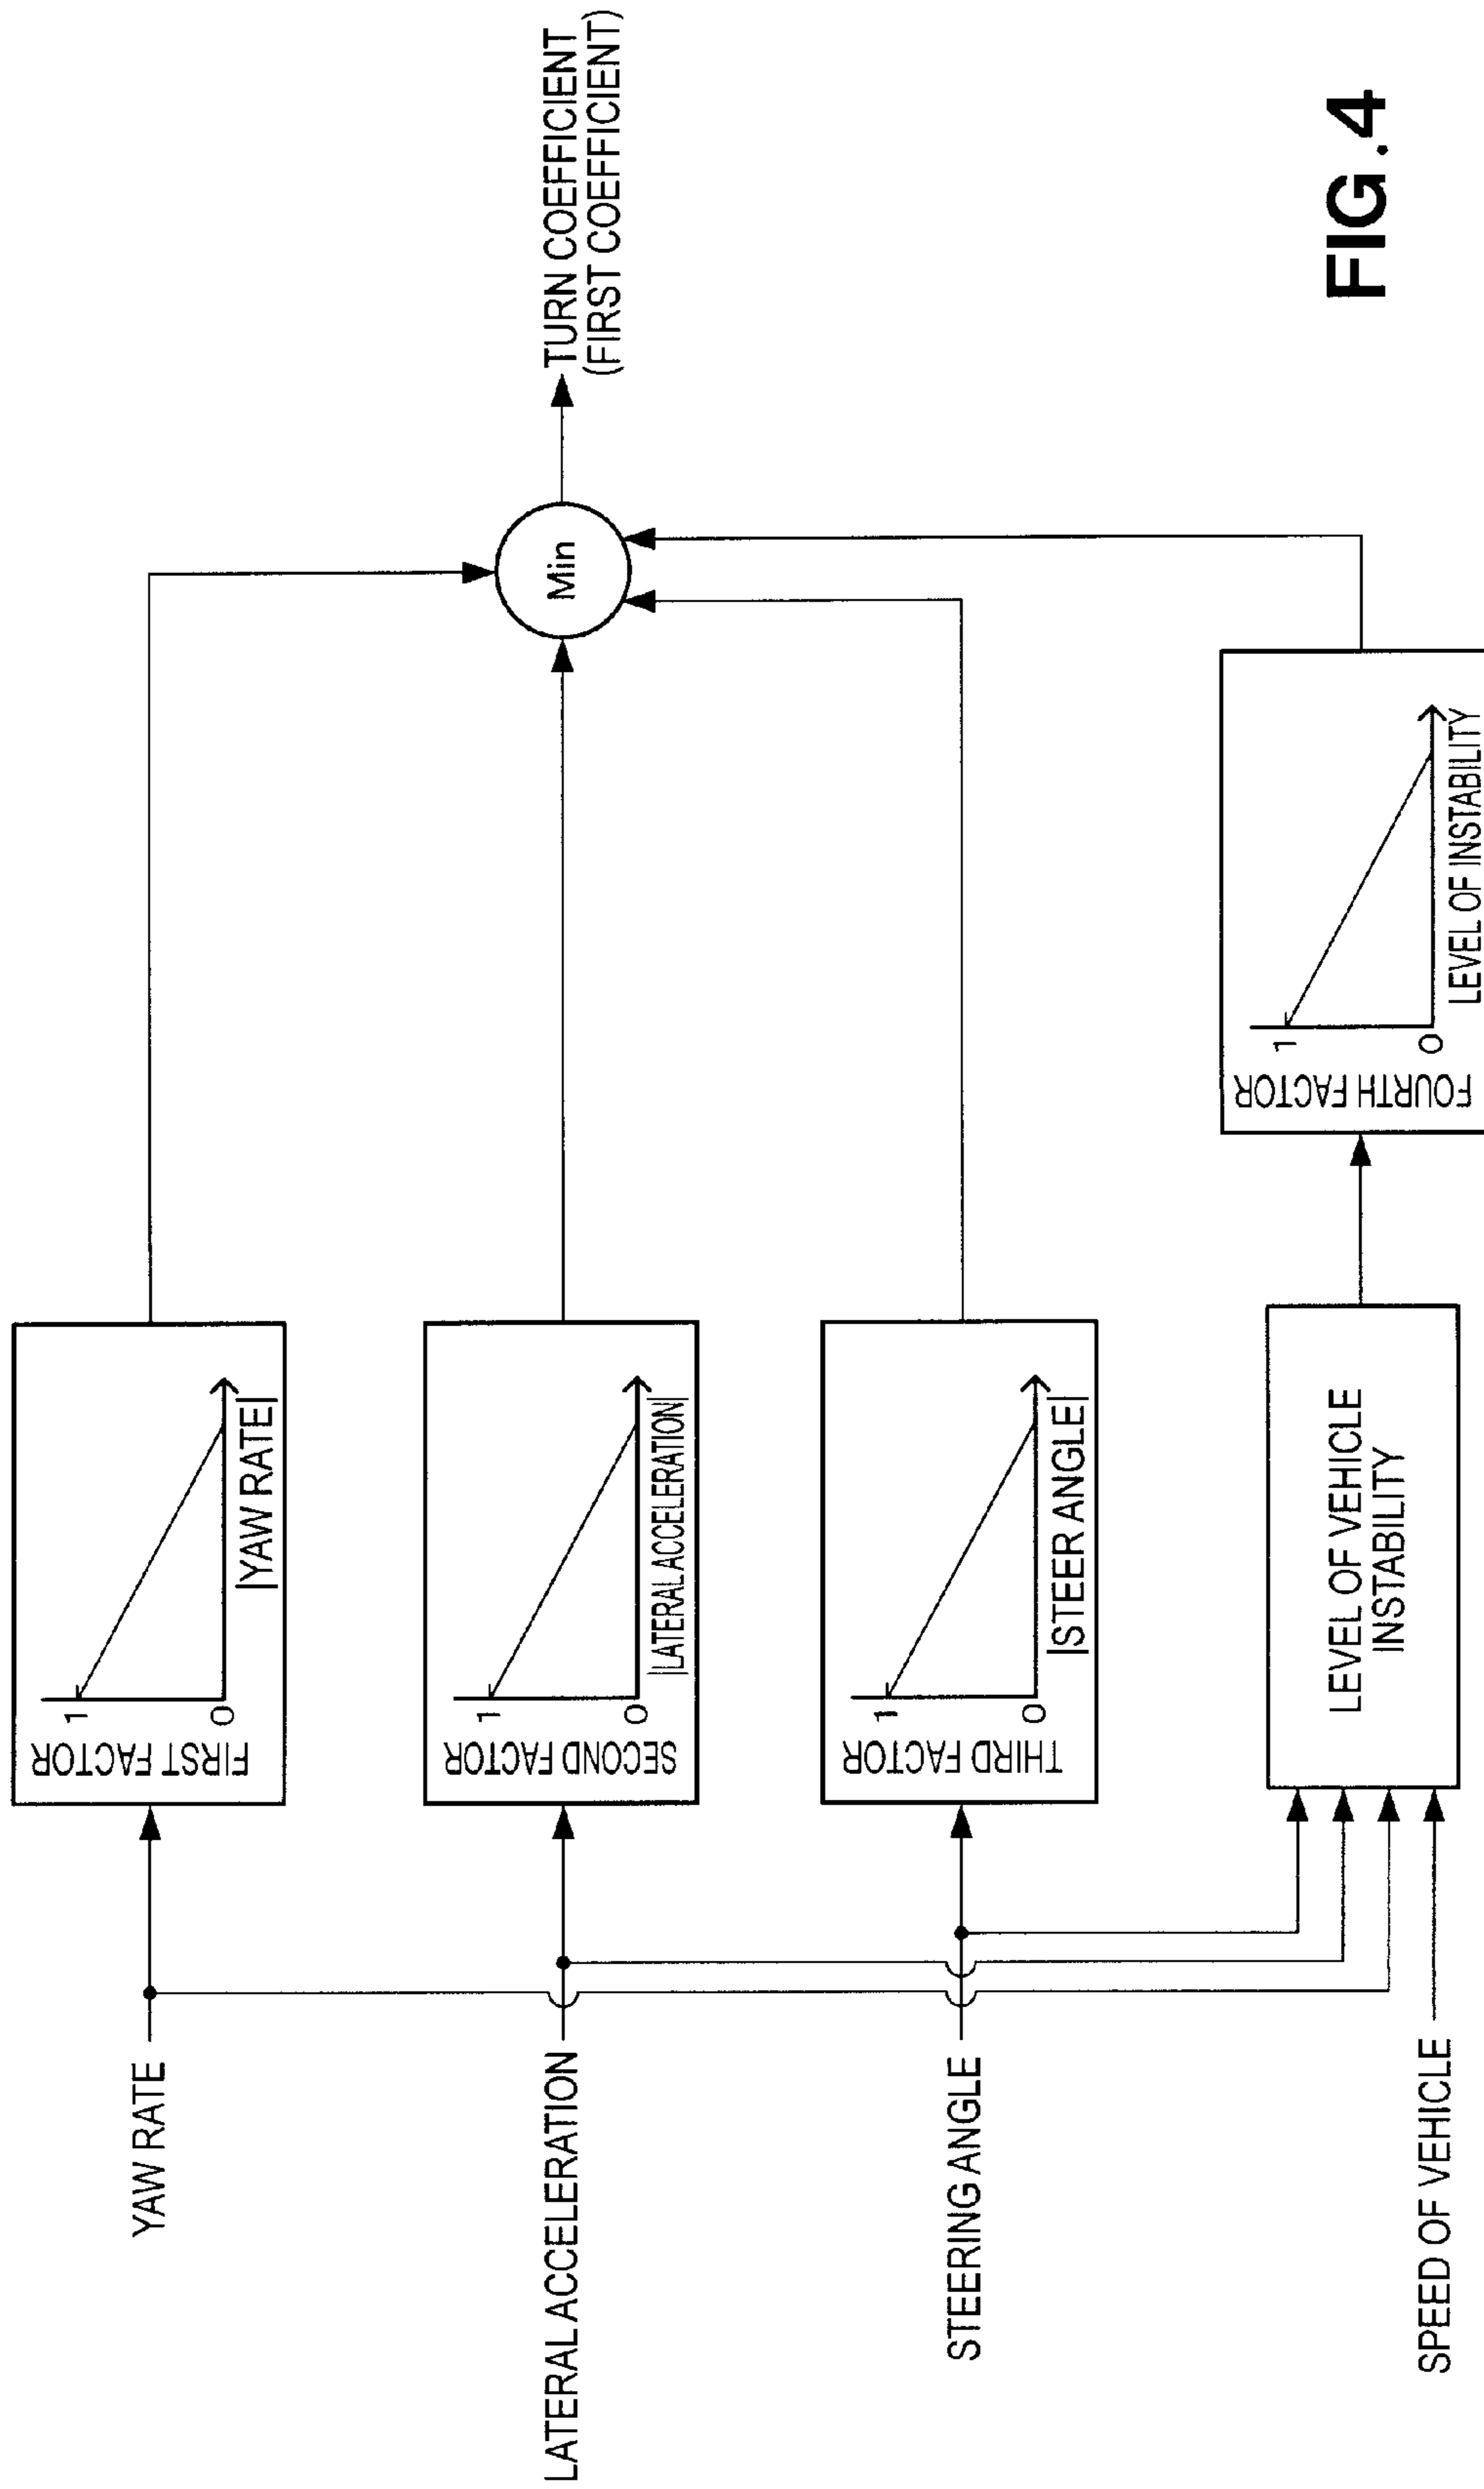 YAW RATE
FIRST FACTOR
1
0
|YAW RATE|
LATERAL ACCELERATION
SECOND FACTOR
1
0
|LATERAL ACCELERATION|
Min
TURN COEFFICIENT
(FIRST COEFFICIENT)
STEERING ANGLE
THIRD FACTOR
1
0
|STEER ANGLE|
SPEED OF VEHICLE
LEVEL OF VEHICLE
INSTABILITY
FOURTH FACTOR
1
0
LEVEL OF INSTABILITY
FIG.4